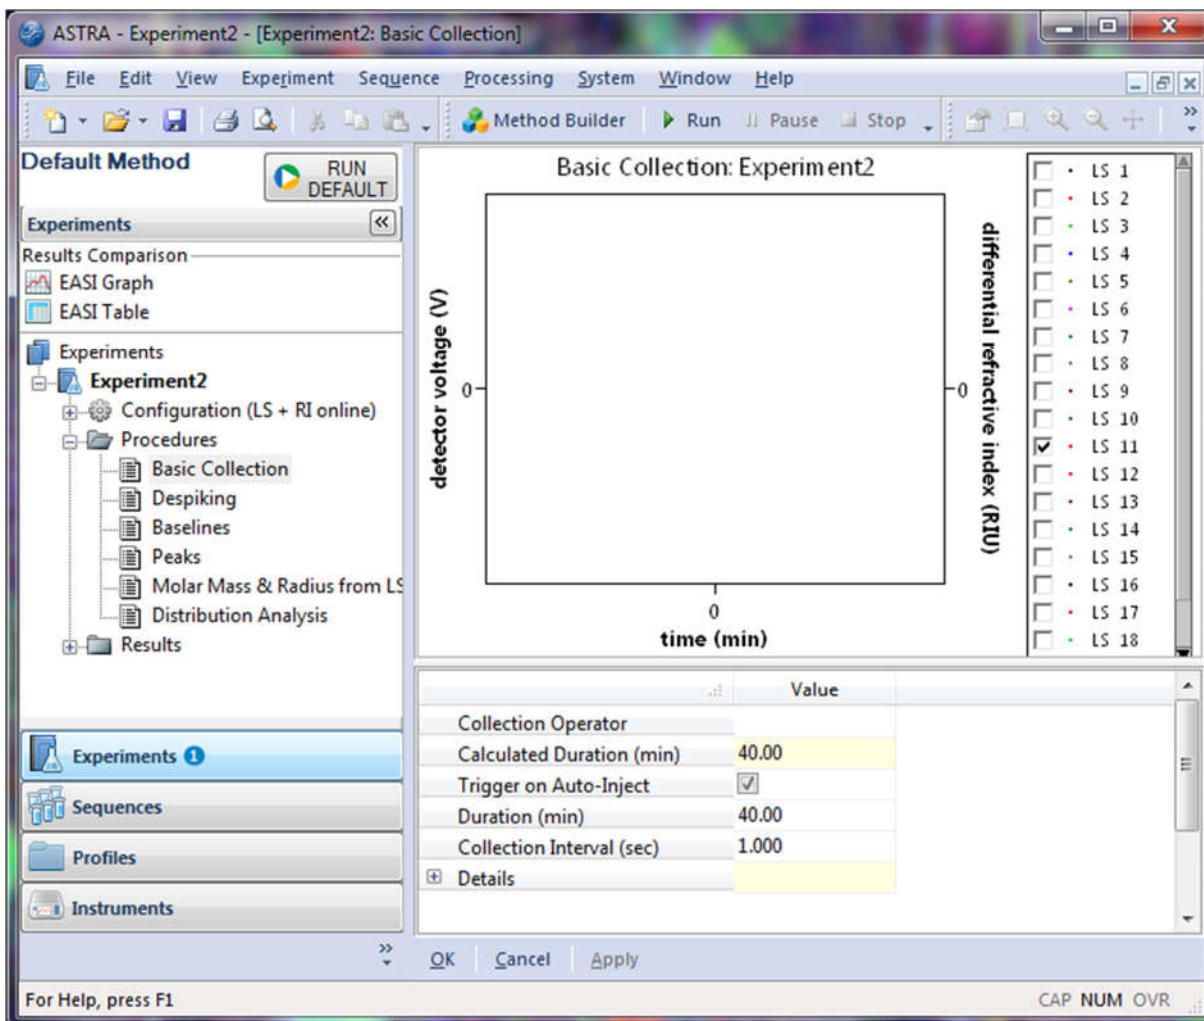 ASTRA - Experiment2 - [Experiment2: Basic Collection]
File Edit View Experiment Sequence Processing System Window Help
Method Builder Run Pause Stop
Default Method
RUN
DEFAULT
Experiments
Results Comparison
EASI Graph
EASI Table
Experiments
Experiment2
Configuration (LS + RI online)
Procedures
Basic Collection
Despiking
Baselines
Peaks
Molar Mass & Radius from LS
Distribution Analysis
Results
Experiments 1
Sequences
Profiles
Instruments
Basic Collection: Experiment2
detector voltage (V)
0
0
differential refractive index (RIU)
0
time (min)
LS 1
LS 2
LS 3
LS 4
LS 5
LS 6
LS 7
LS 8
LS 9
LS 10
LS 11
LS 12
LS 13
LS 14
LS 15
LS 16
LS 17
LS 18
Value
Collection Operator
Calculated Duration (min) 40.00
Trigger on Auto-Inject
Duration (min) 40.00
Collection Interval (sec) 1.000
Details
OK Cancel Apply
For Help, press F1
CAP NUM OVR